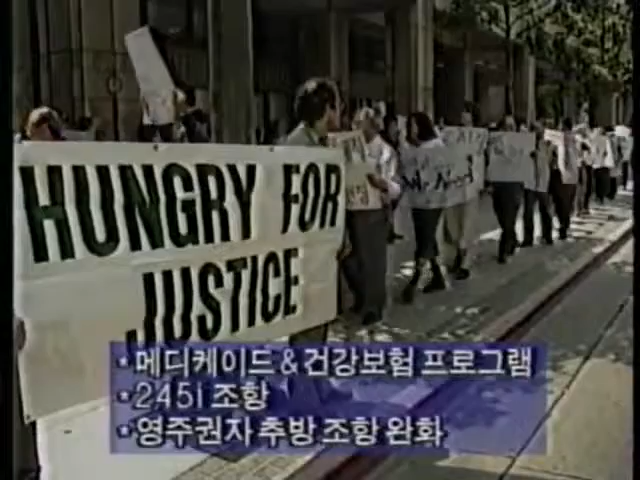 HUNGRY FOR
JUSTICE
• 메디케이드 & 건강보험 프로그램
• 245i 조항
• 영주권자 추방 조항 완화